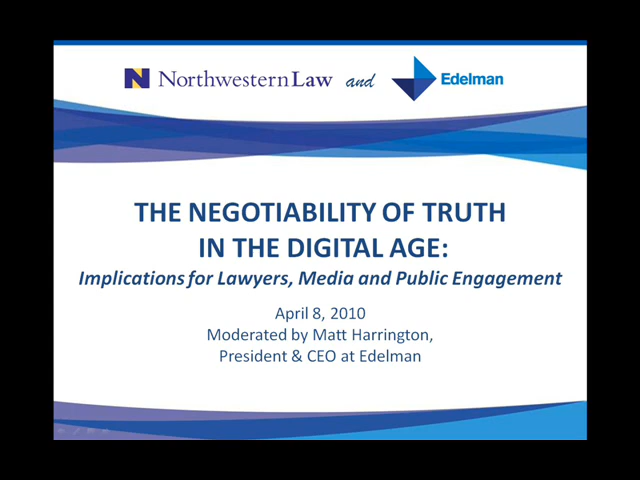 NorthwesternLaw and Edelman
THE NEGOTIABILITY OF TRUTH
IN THE DIGITAL AGE:
Implications for Lawyers, Media and Public Engagement
April 8, 2010
Moderated by Matt Harrington,
President & CEO at Edelman